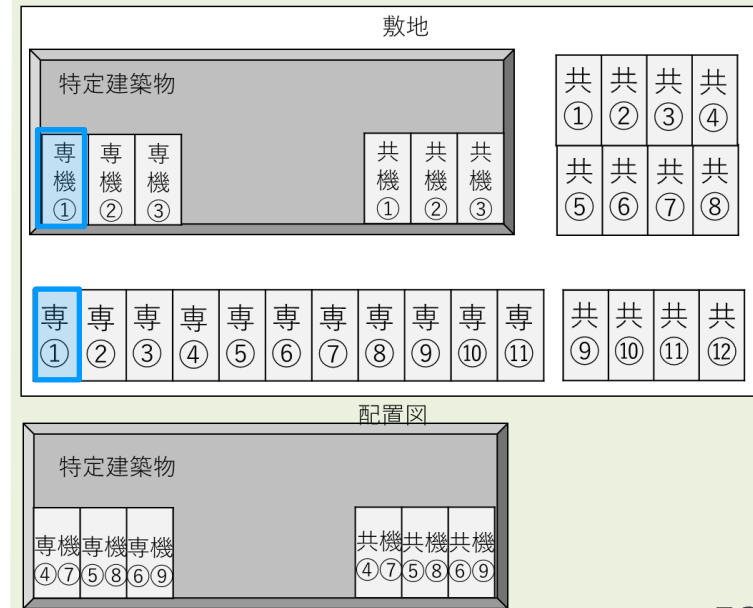 敷地
特定建築物
共① 共② 共③ 共④
専機① 専機② 専機③ 共機① 共機② 共機③
共⑤ 共⑥ 共⑦ 共⑧
専① 専② 専③ 専④ 専⑤ 専⑥ 専⑦ 専⑧ 専⑨ 専⑩ 専⑪ 共⑨ 共⑩ 共⑪ 共⑫
配置図
特定建築物
専機④⑦ 専機⑤⑧ 専機⑥⑨ 共機④⑦ 共機⑤⑧ 共機⑥⑨